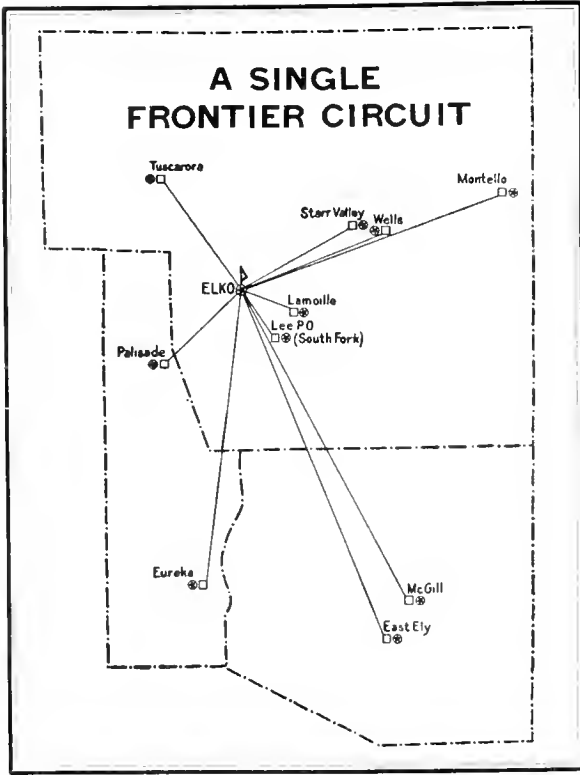 A SINGLE
FRONTIER CIRCUIT
Tuscarora
Montello
Starr Valley
Wells
ELKO
Lamoille
Lee P.O
(South Fork)
Palisade
Eureka
McGill
East Ely